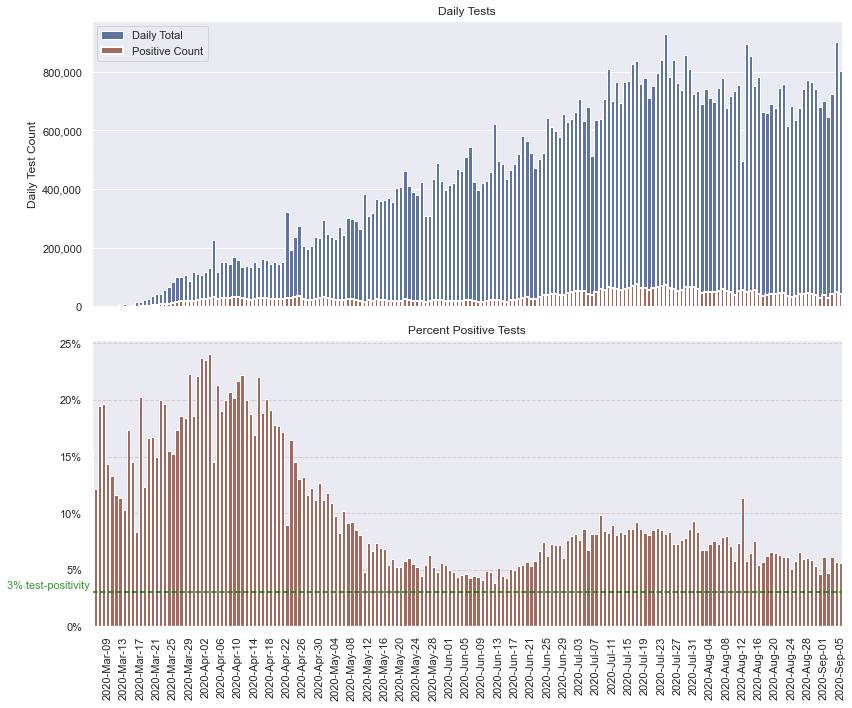 Daily Tests
Daily Total
Positive Count
Daily Test Count
800,000
600,000
400,000
200,000
0
Percent Positive Tests
25%
20%
15%
10%
5%
3% test-positivity
0%
2020-Mar-09
2020-Mar-13
2020-Mar-17
2020-Mar-21
2020-Mar-25
2020-Mar-29
2020-Apr-02
2020-Apr-06
2020-Apr-10
2020-Apr-14
2020-Apr-18
2020-Apr-22
2020-Apr-26
2020-Apr-30
2020-May-04
2020-May-08
2020-May-12
2020-May-16
2020-May-20
2020-May-24
2020-May-28
2020-Jun-01
2020-Jun-05
2020-Jun-09
2020-Jun-13
2020-Jun-17
2020-Jun-21
2020-Jun-25
2020-Jun-29
2020-Jul-03
2020-Jul-07
2020-Jul-11
2020-Jul-15
2020-Jul-19
2020-Jul-23
2020-Jul-27
2020-Jul-31
2020-Aug-04
2020-Aug-08
2020-Aug-12
2020-Aug-16
2020-Aug-20
2020-Aug-24
2020-Aug-28
2020-Sep-01
2020-Sep-05